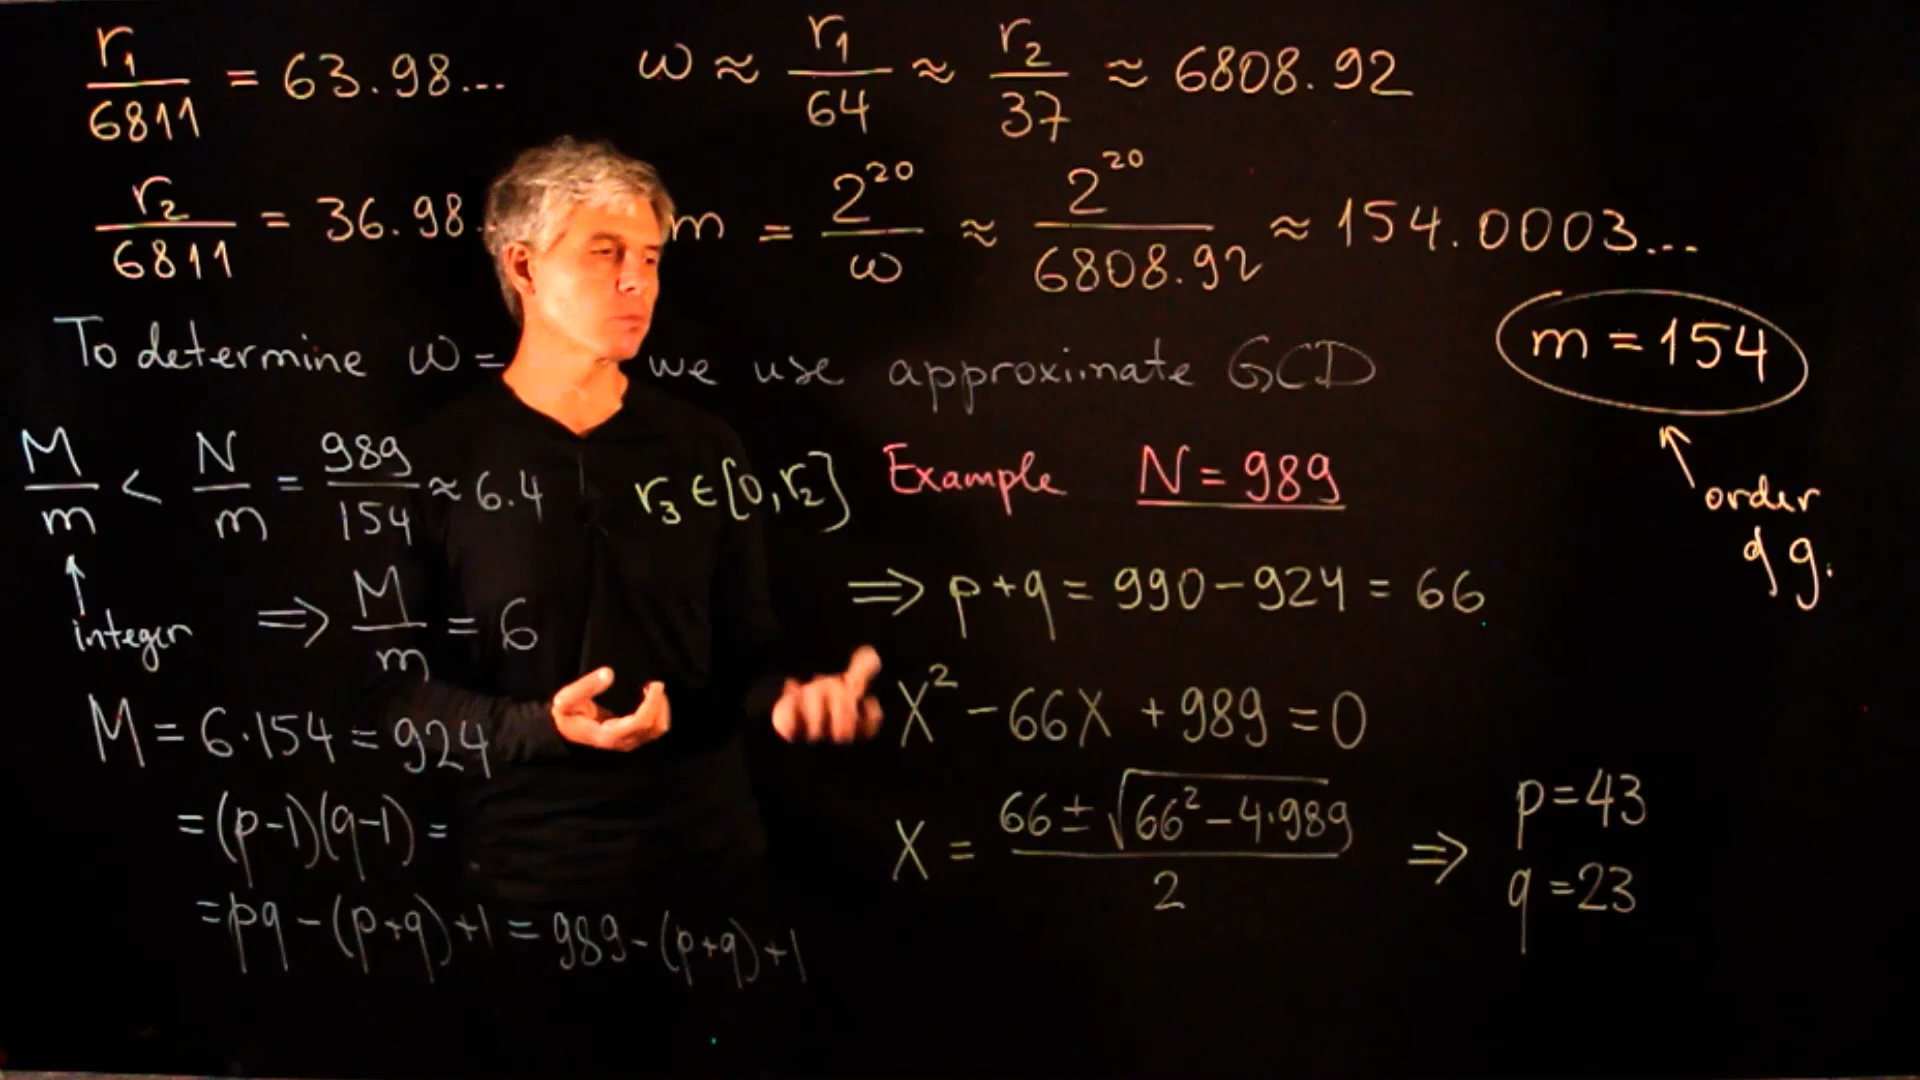 r₁/6811 = 63.98...
ω ≈ r₁/64 ≈ r₂/37 ≈ 6808.92
r₂/6811 = 36.98.
m = 2²⁰/ω ≈ 2²⁰/6808.92 ≈ 154.0003...
To determine ω = we use approximate GCD
m = 154
order of g.
M/m < N/m = 989/154 ≈ 6.4
integer
⇒ M/m = 6
M = 6·154 = 924
= (p-1)(q-1) =
= pq - (p+q) + 1 = 989 - (p+q) + 1
r₃ ∈ [0, r₂]
Example N = 989
⇒ p+q = 990 - 924 = 66
X² - 66X + 989 = 0
X = (66 ± √(66² - 4·989))/2 ⇒ p = 43
q = 23